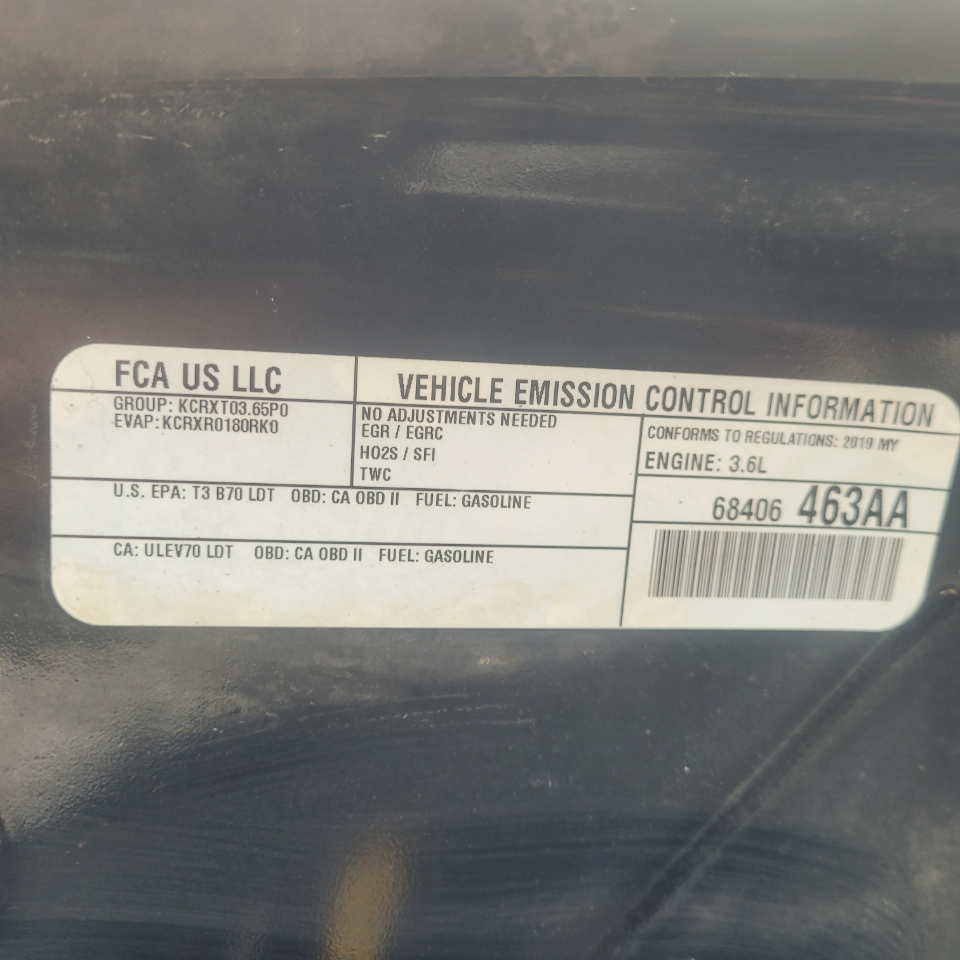 FCA US LLC
VEHICLE EMISSION CONTROL INFORMATION
GROUP: KCRXT03.65P0
EVAP: KCRXR0180RK0
NO ADJUSTMENTS NEEDED
EGR / EGRC
HO2S / SFI
TWC
CONFORMS TO REGULATIONS: 2019 MY
ENGINE: 3.6L
U.S. EPA: T3 B70 LDT OBD: CA OBD II FUEL: GASOLINE
68406 463AA
CA: ULEV70 LDT OBD: CA OBD II FUEL: GASOLINE